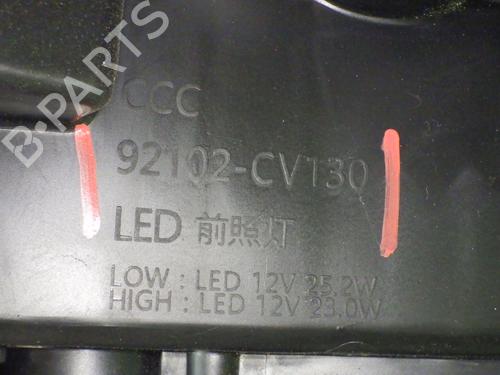 B-PARTS
CCC
92102-CV130
LED 前照灯
LOW : LED 12V 25.2W
HIGH : LED 12V 23.0W